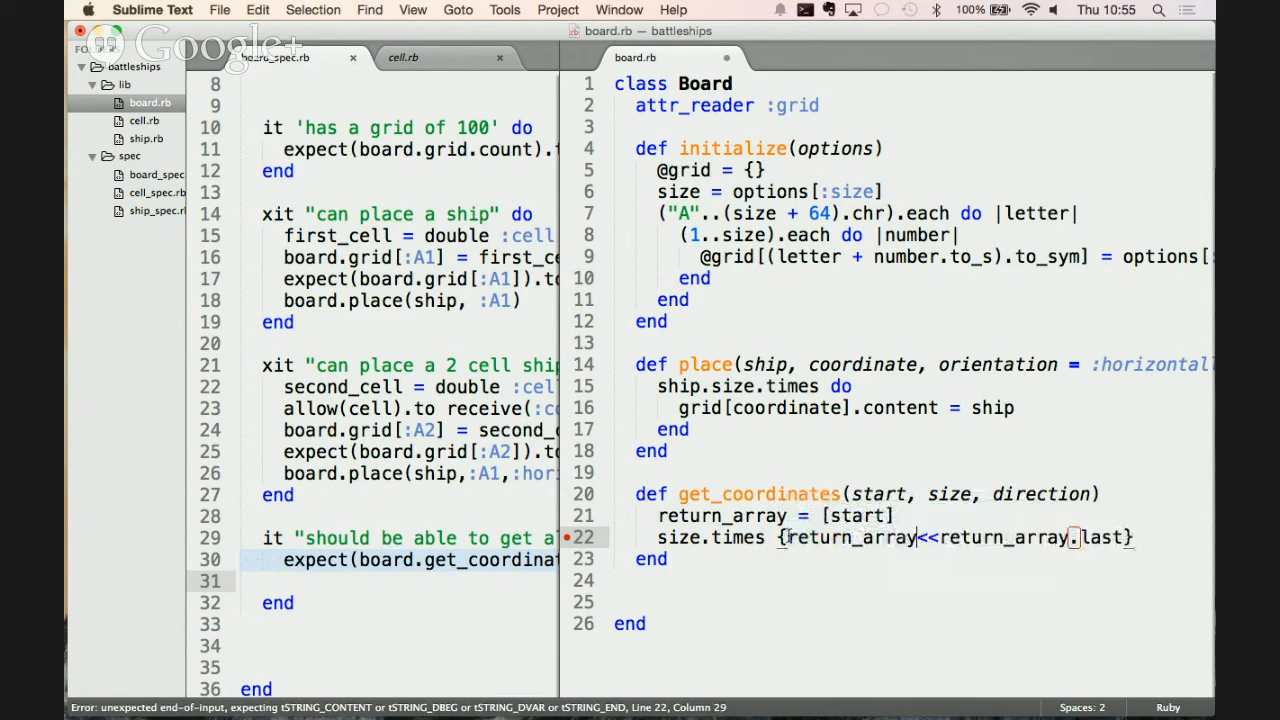 Sublime Text File Edit Selection Find View Goto Tools Project Window Help 100% Thu 10:55
board.rb — battleships
Google+
board_spec.rb × cell.rb × board.rb
battleships
lib
board.rb
cell.rb
ship.rb
spec
board_spec
cell_spec.rb
ship_spec.rl
8
9
10 it 'has a grid of 100' do
11 expect(board.grid.count).
12 end
13
14 xit "can place a ship" do
15 first_cell = double :cell
16 board.grid[:A1] = first_ce
17 expect(board.grid[:A1]).to
18 board.place(ship, :A1)
19 end
20
21 xit "can place a 2 cell ship
22 second_cell = double :cel
23 allow(cell).to receive(:co
24 board.grid[:A2] = second_c
25 expect(board.grid[:A2]).to
26 board.place(ship,:A1,:hor
27 end
28
29 it "should be able to get al
30 expect(board.get_coordinat
31
32 end
33
34
35
36 end
1 class Board
2 attr_reader :grid
3
4 def initialize(options)
5 @grid = {}
6 size = options[:size]
7 ("A"..(size + 64).chr).each do |letter|
8 (1..size).each do |number|
9 @grid[(letter + number.to_s).to_sym] = options[:
10 end
11 end
12 end
13
14 def place(ship, coordinate, orientation = :horizontal
15 ship.size.times do
16 grid[coordinate].content = ship
17 end
18 end
19
20 def get_coordinates(start, size, direction)
21 return_array = [start]
22 size.times {return_array<<return_array.last}
23 end
24
25
26 end
Error: unexpected end-of-input, expecting tSTRING_CONTENT or tSTRING_DBEG or tSTRING_DVAR or tSTRING_END, Line 22, Column 29 Spaces: 2 Ruby